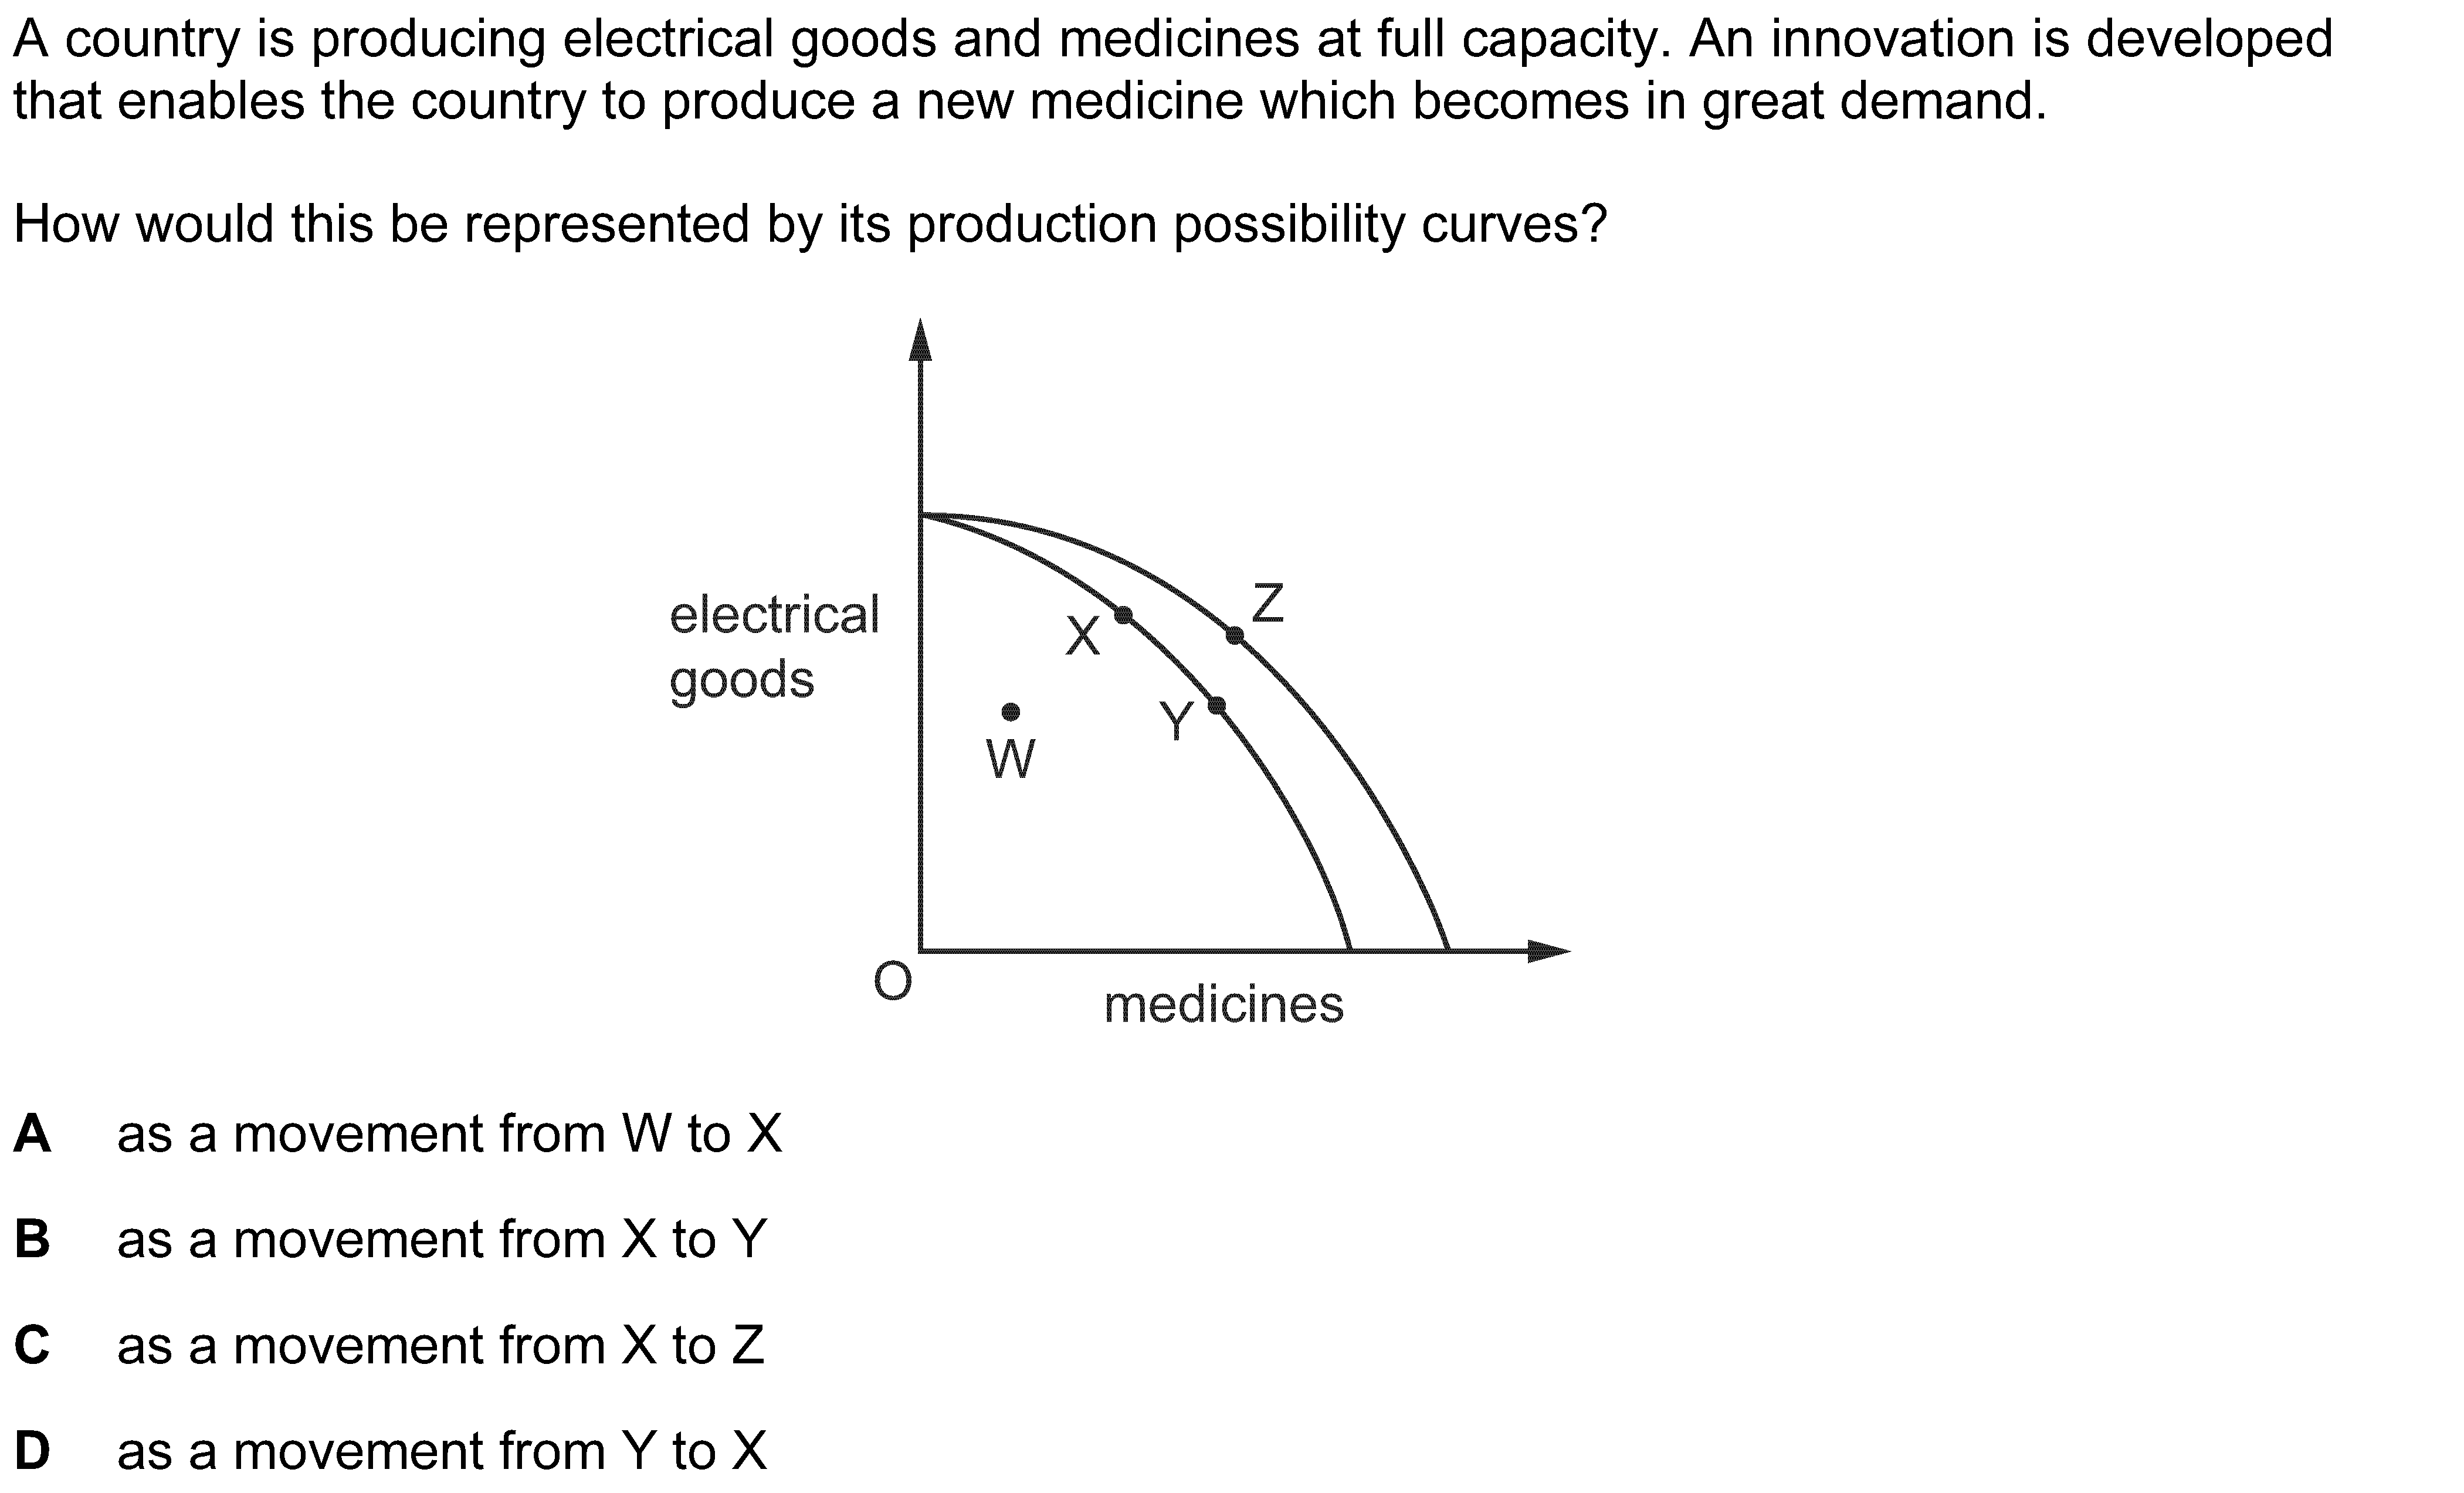 A country is producing electrical goods and medicines at full capacity. An innovation is developed
that enables the country to produce a new medicine which becomes in great demand.
How would this be represented by its production possibility curves?
electrical
goods
X
Z
Y
W
O
medicines
A as a movement from W to X
B as a movement from X to Y
C as a movement from X to Z
D as a movement from Y to X